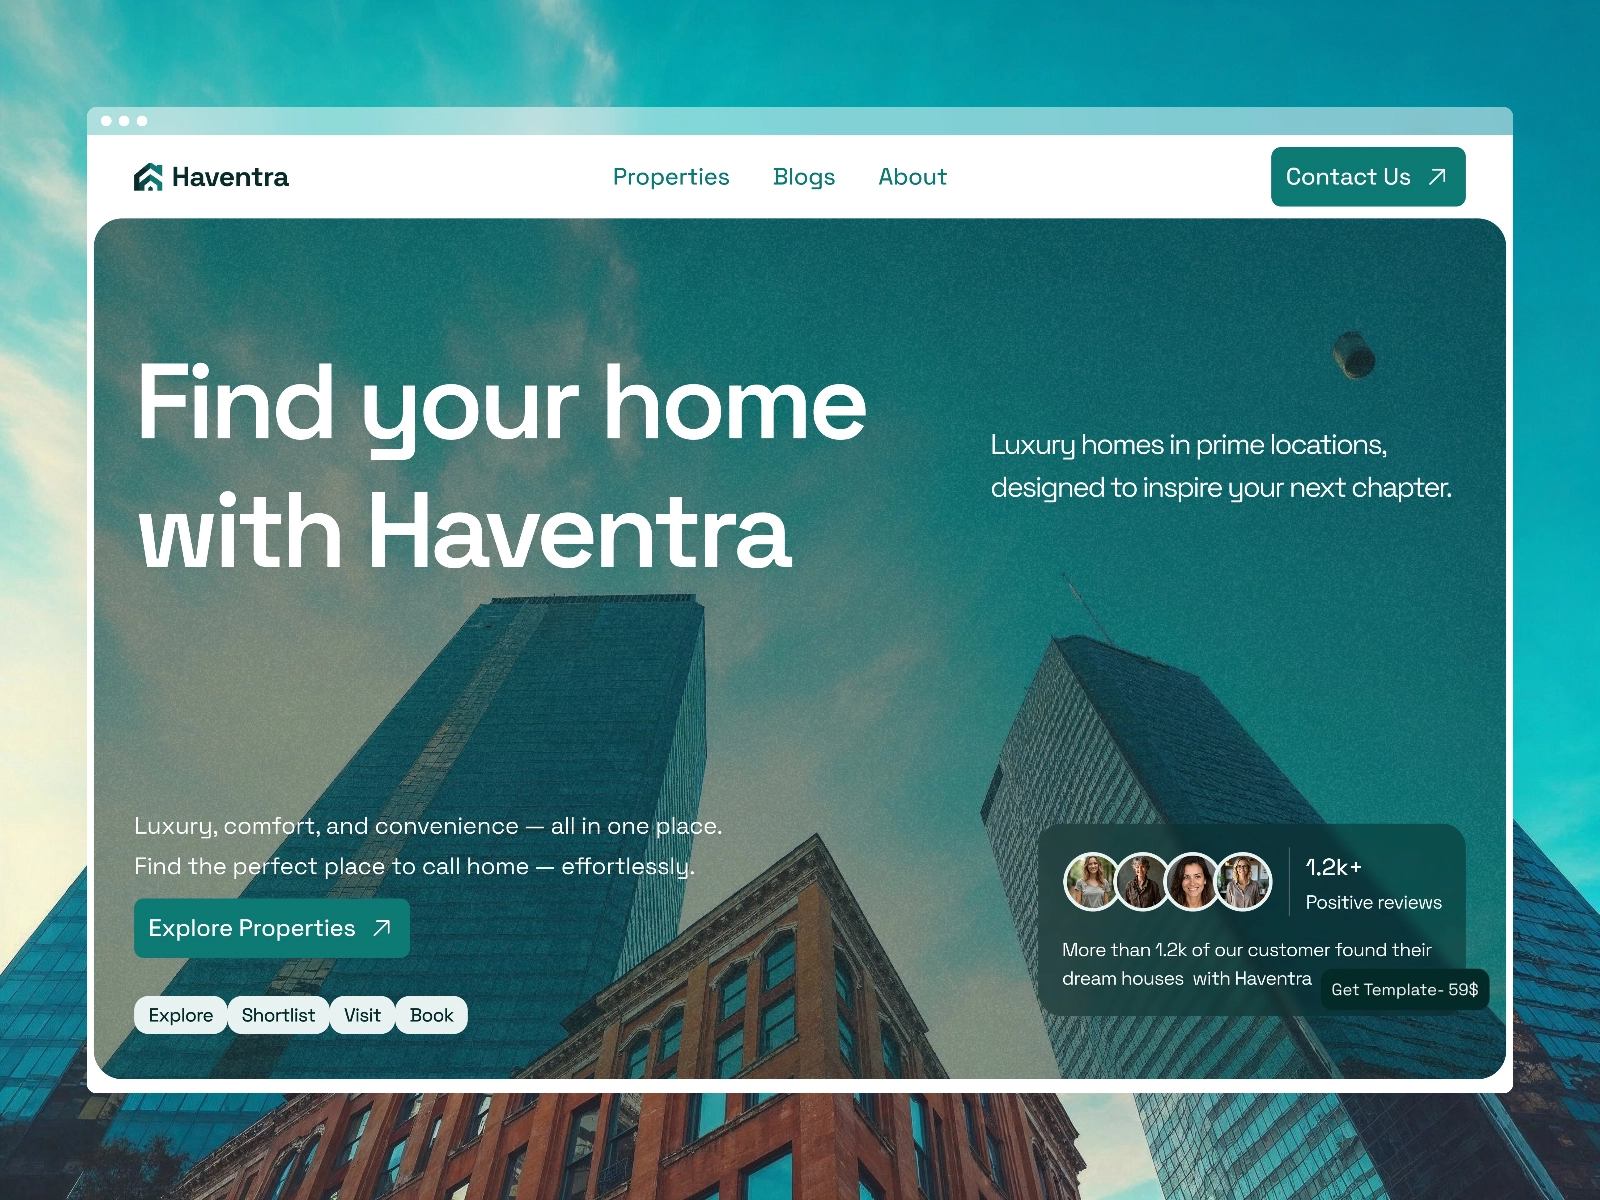 Haventra
Properties
Blogs
About
Contact Us
Find your home
with Haventra
Luxury homes in prime locations,
designed to inspire your next chapter.
Luxury, comfort, and convenience — all in one place.
Find the perfect place to call home — effortlessly.
Explore Properties
Explore
Shortlist
Visit
Book
1.2k+
Positive reviews
More than 1.2k of our customer found their
dream houses  with Haventra
Get Template- 59$